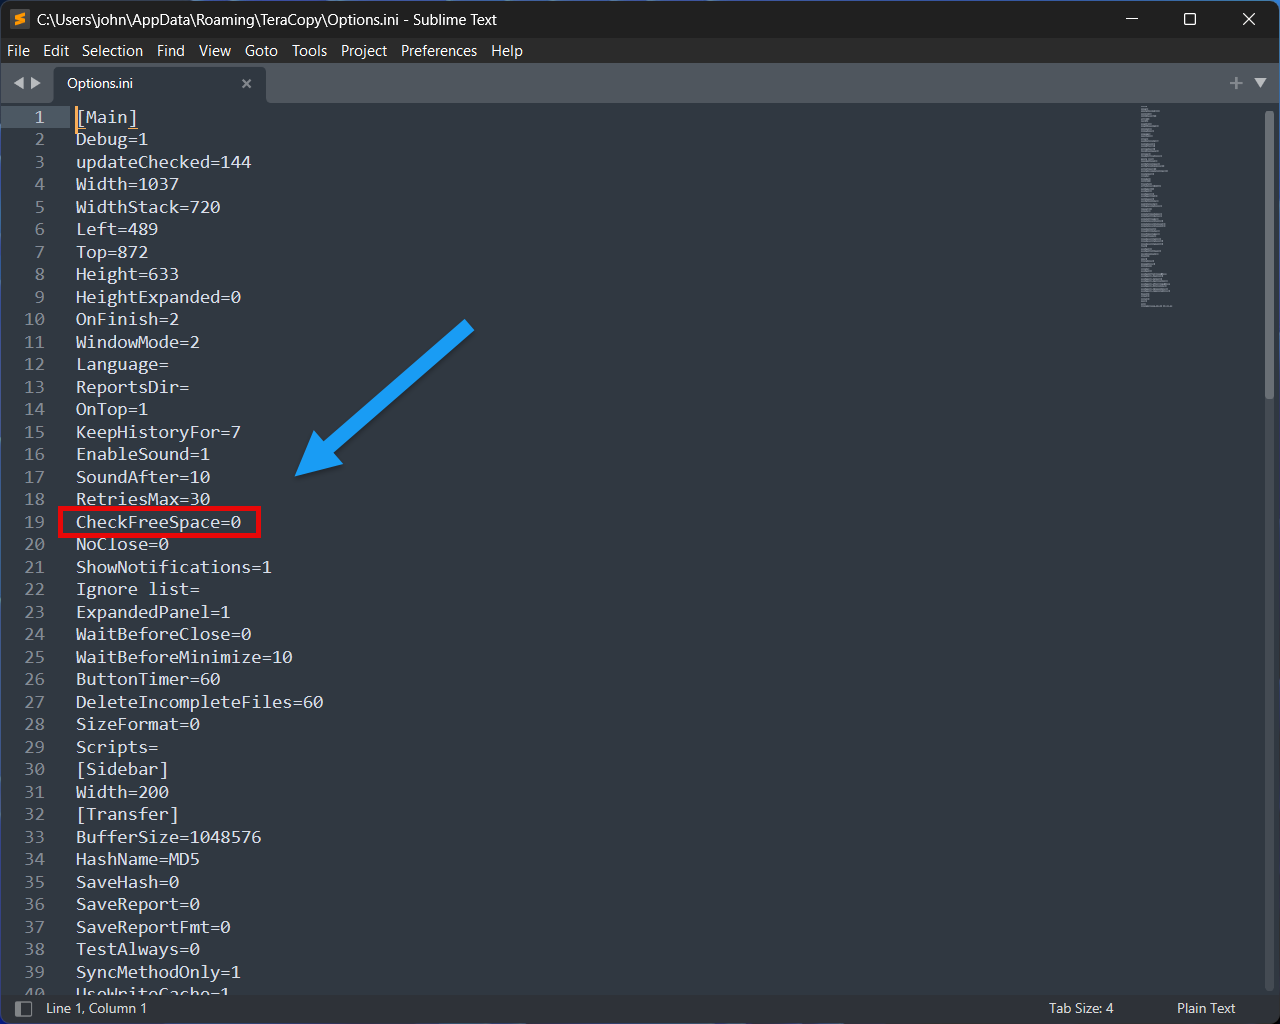 C:\Users\john\AppData\Roaming\TeraCopy\Options.ini - Sublime Text
File Edit Selection Find View Goto Tools Project Preferences Help
Options.ini
1 [Main]
2 Debug=1
3 updateChecked=144
4 Width=1037
5 WidthStack=720
6 Left=489
7 Top=872
8 Height=633
9 HeightExpanded=0
10 OnFinish=2
11 WindowMode=2
12 Language=
13 ReportsDir=
14 OnTop=1
15 KeepHistoryFor=7
16 EnableSound=1
17 SoundAfter=10
18 RetriesMax=30
19 CheckFreeSpace=0
20 NoClose=0
21 ShowNotifications=1
22 Ignore list=
23 ExpandedPanel=1
24 WaitBeforeClose=0
25 WaitBeforeMinimize=10
26 ButtonTimer=60
27 DeleteIncompleteFiles=60
28 SizeFormat=0
29 Scripts=
30 [Sidebar]
31 Width=200
32 [Transfer]
33 BufferSize=1048576
34 HashName=MD5
35 SaveHash=0
36 SaveReport=0
37 SaveReportFmt=0
38 TestAlways=0
39 SyncMethodOnly=1
40 UseWriteCache=1
Line 1, Column 1 Tab Size: 4 Plain Text